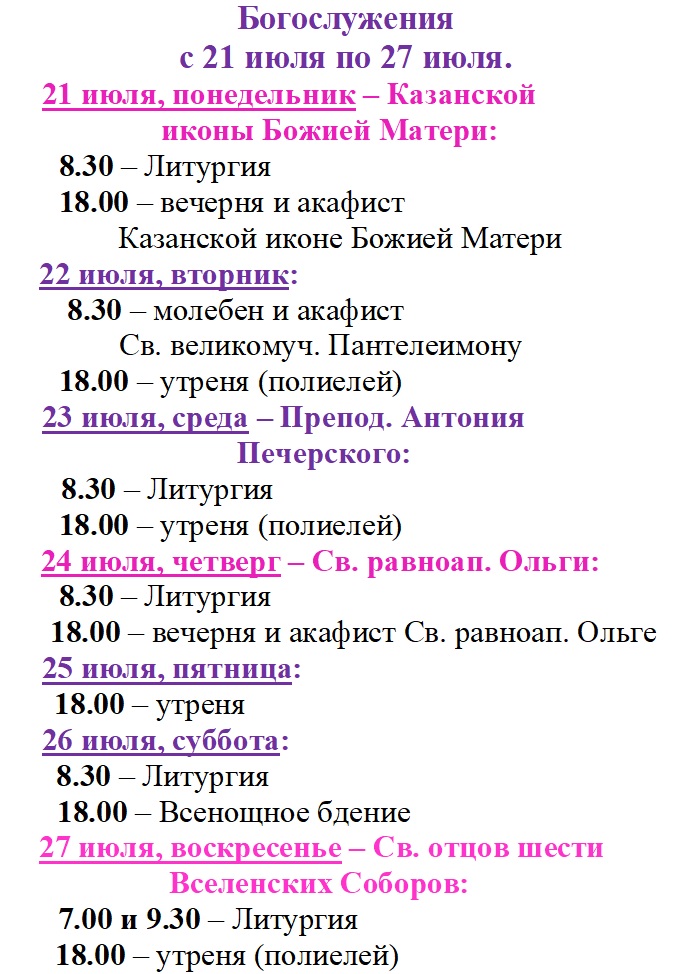 Богослужения
с 21 июля по 27 июля.
21 июля, понедельник – Казанской
иконы Божией Матери:
8.30 – Литургия
18.00 – вечерня и акафист
Казанской иконе Божией Матери
22 июля, вторник:
8.30 – молебен и акафист
Св. великомуч. Пантелеимону
18.00 – утреня (полиелей)
23 июля, среда – Препод. Антония
Печерского:
8.30 – Литургия
18.00 – утреня (полиелей)
24 июля, четверг – Св. равноап. Ольги:
8.30 – Литургия
18.00 – вечерня и акафист Св. равноап. Ольге
25 июля, пятница:
18.00 – утреня
26 июля, суббота:
8.30 – Литургия
18.00 – Всенощное бдение
27 июля, воскресенье – Св. отцов шести
Вселенских Соборов:
7.00 и 9.30 – Литургия
18.00 – утреня (полиелей)